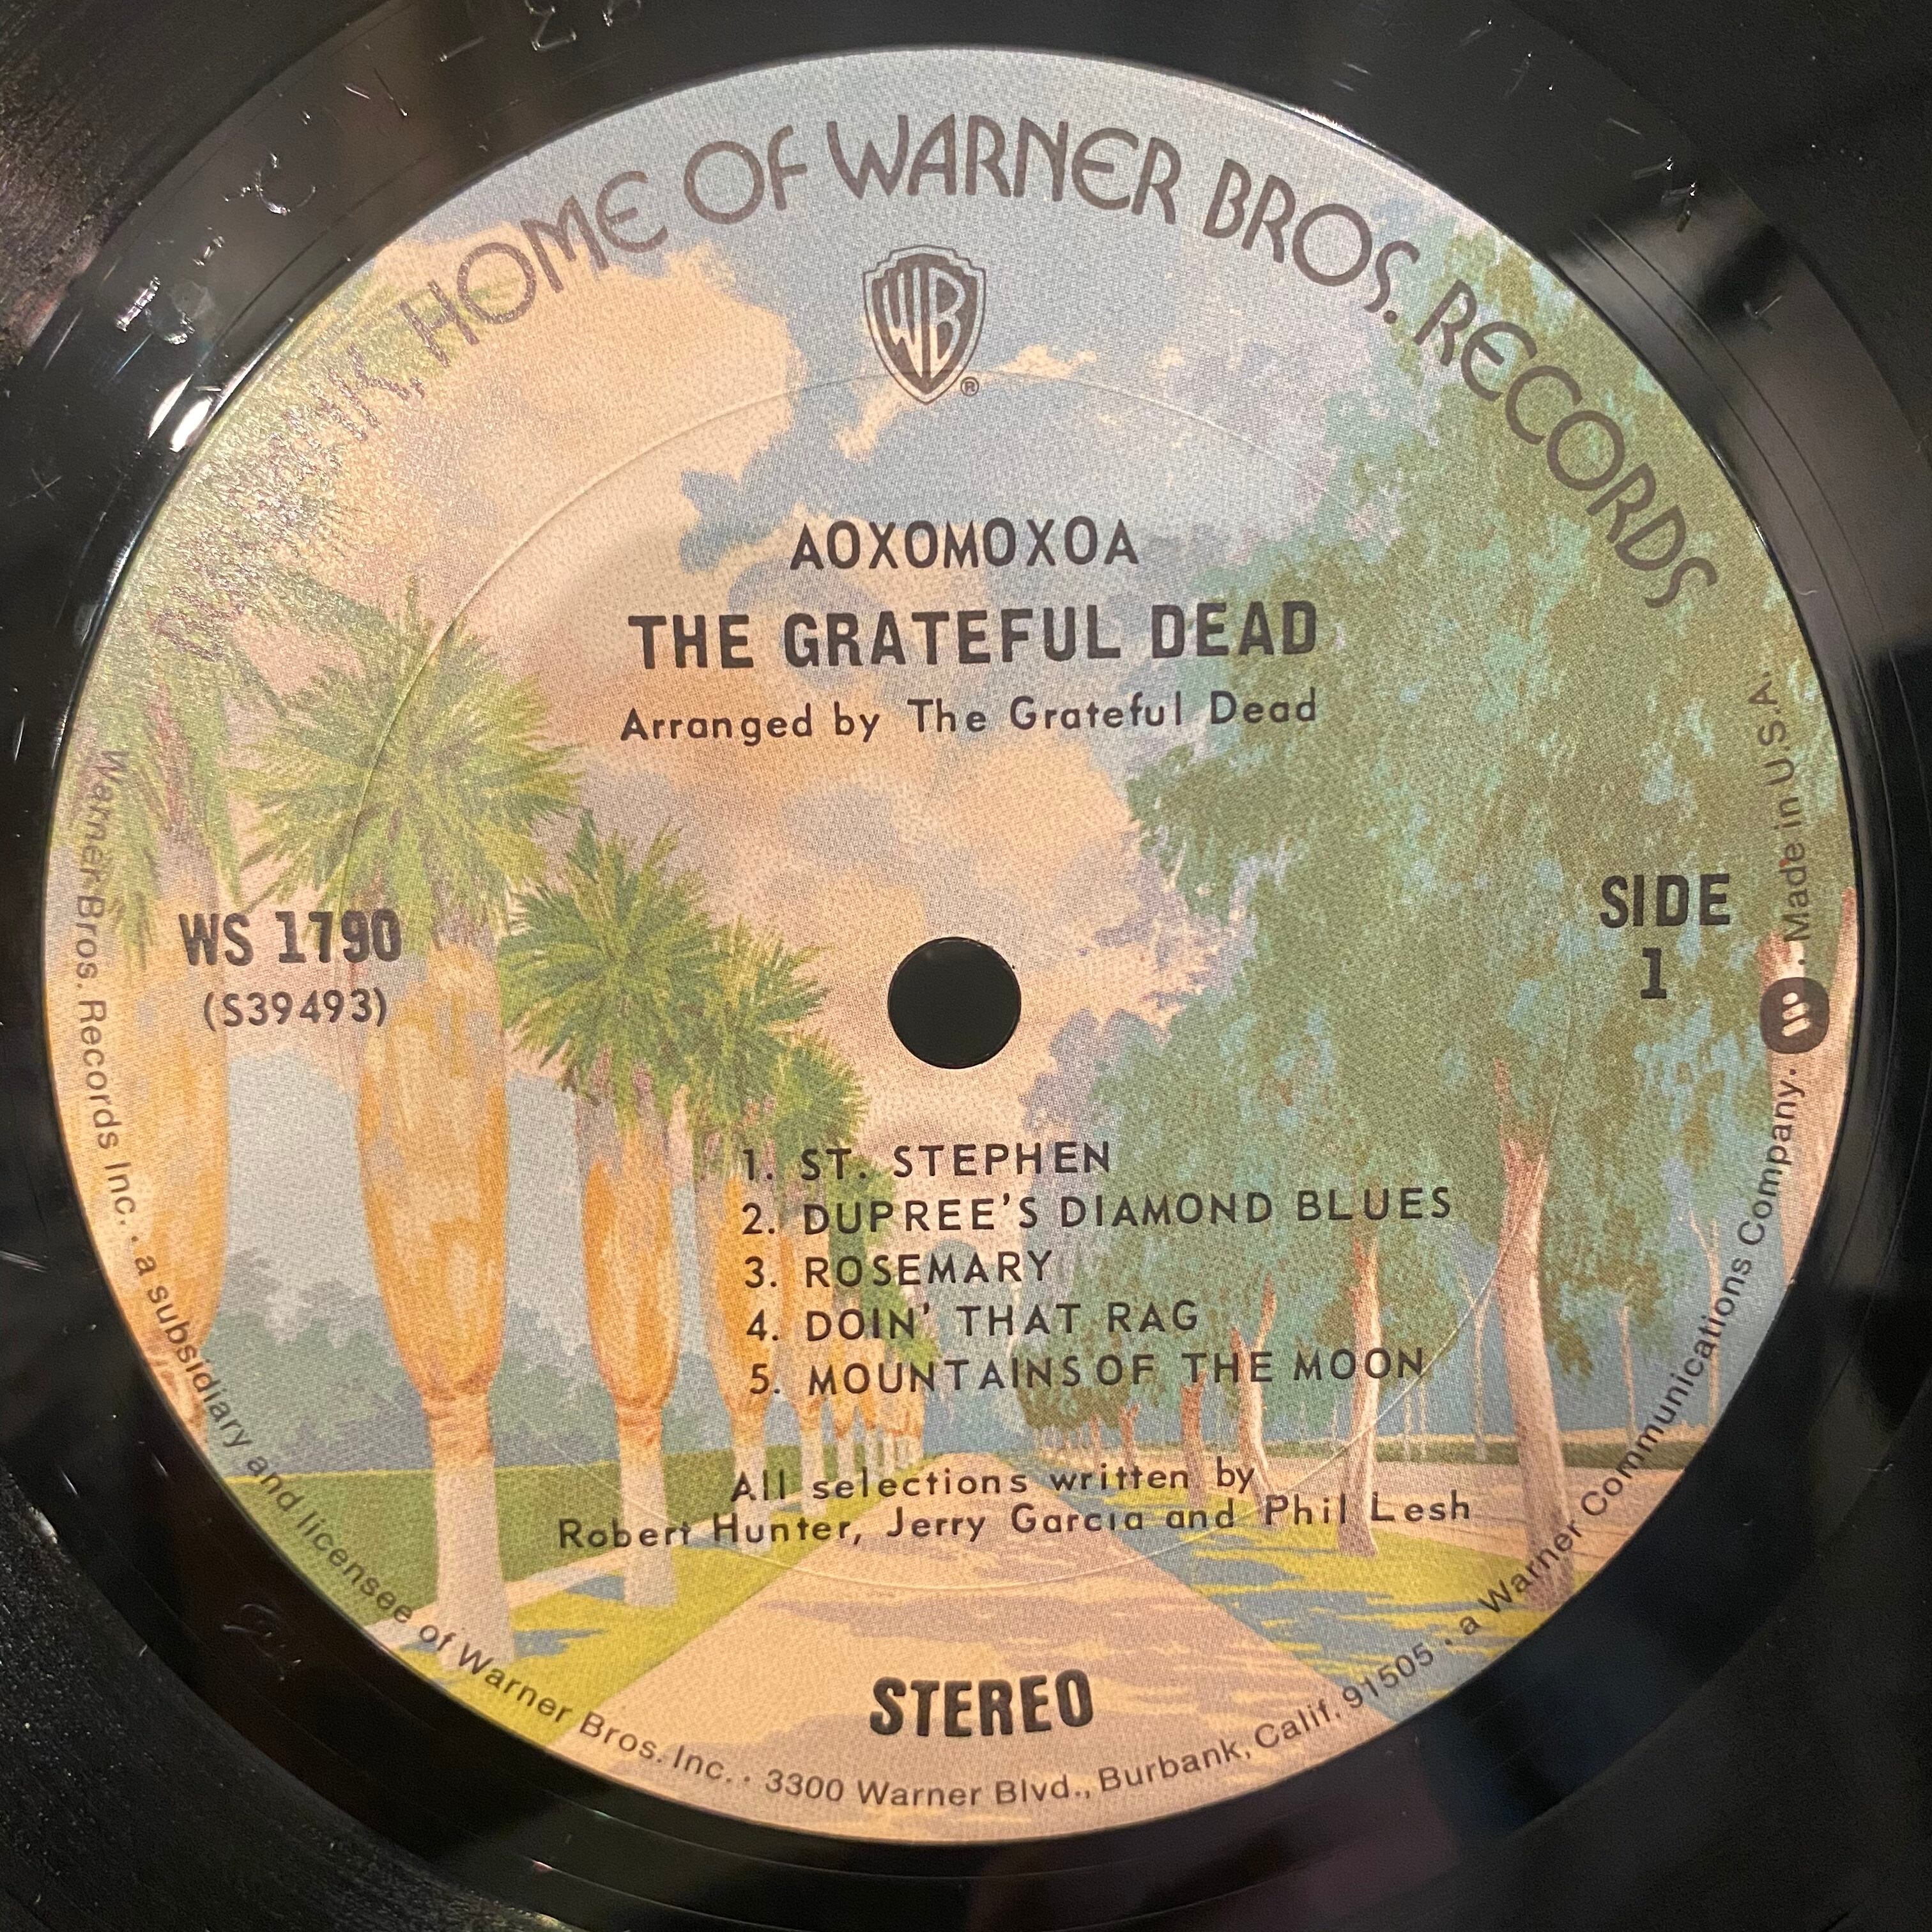 BURBANK, HOME OF WARNER BROS. RECORDS
WB
®
AOXOMOXOA
THE GRATEFUL DEAD
Arranged by The Grateful Dead
WS 1790
(S39493)
SIDE
1
1. ST. STEPHEN
2. DUPREE'S DIAMOND BLUES
3. ROSEMARY
4. DOIN' THAT RAG
5. MOUNTAINS OF THE MOON
All selections written by
Robert Hunter, Jerry Garcia and Phil Lesh
STEREO
Warner Bros. Records Inc. · a subsidiary and licensee of Warner Bros. Inc. · 3300 Warner Blvd., Burbank, Calif. 91505 · a Warner Communications Company. · Made in U.S.A.